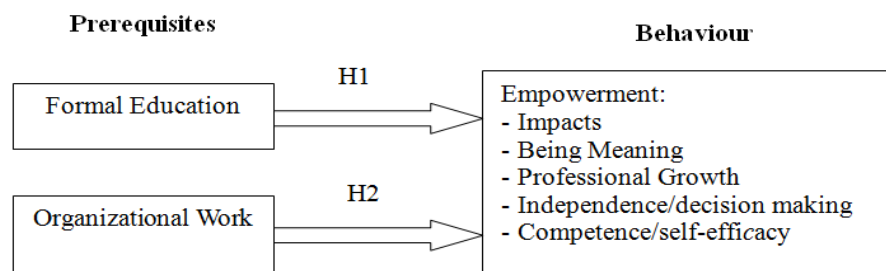 Prerequisites
Behaviour
H1
Formal Education
Empowerment:
- Impacts
- Being Meaning
- Professional Growth
- Independence/decision making
- Competence/self-efficacy
H2
Organizational Work